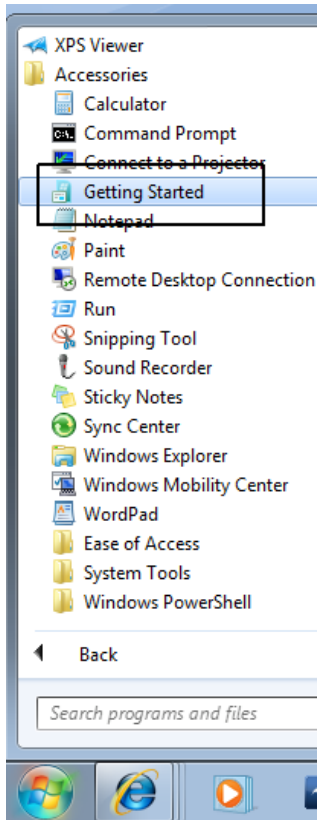 XPS Viewer
Accessories
Calculator
Command Prompt
Connect to a Projector
Getting Started
Notepad
Paint
Remote Desktop Connection
Run
Snipping Tool
Sound Recorder
Sticky Notes
Sync Center
Windows Explorer
Windows Mobility Center
WordPad
Ease of Access
System Tools
Windows PowerShell
Back
Search programs and files